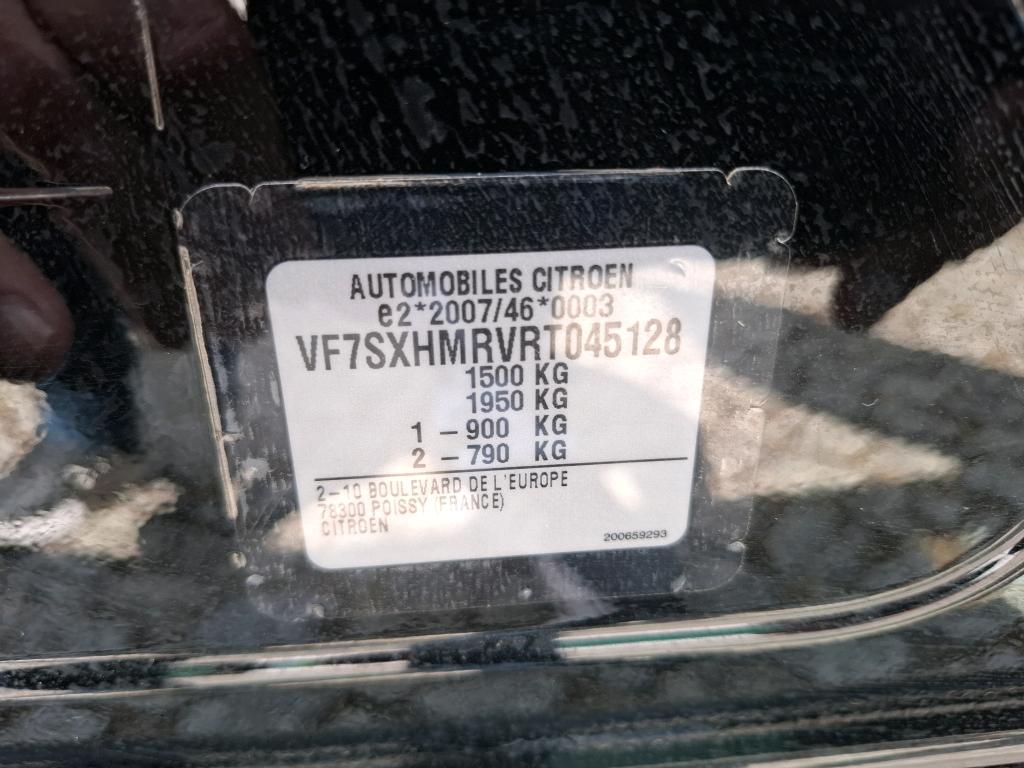 AUTOMOBILES CITROEN
e2*2007/46*0003
VF7SXHMRVRT045128
1500 KG
1950 KG
1 – 900 KG
2 – 790 KG
2–10 BOULEVARD DE L'EUROPE
78300 POISSY (FRANCE)
CITROEN
200659293